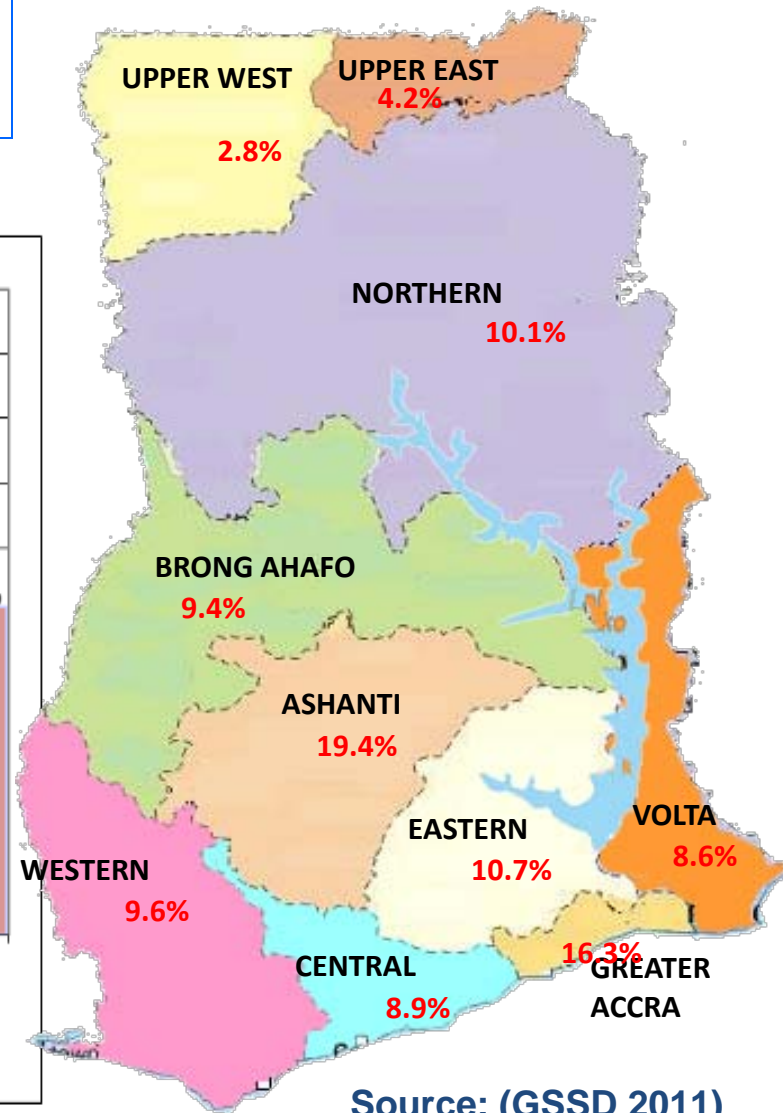 UPPER WEST
2.8%
UPPER EAST
4.2%
NORTHERN
10.1%
BRONG AHAFO
9.4%
ASHANTI
19.4%
EASTERN
10.7%
VOLTA
8.6%
WESTERN
9.6%
CENTRAL
8.9%
16.3%
GREATER
ACCRA
Source: (GSSD 2011)